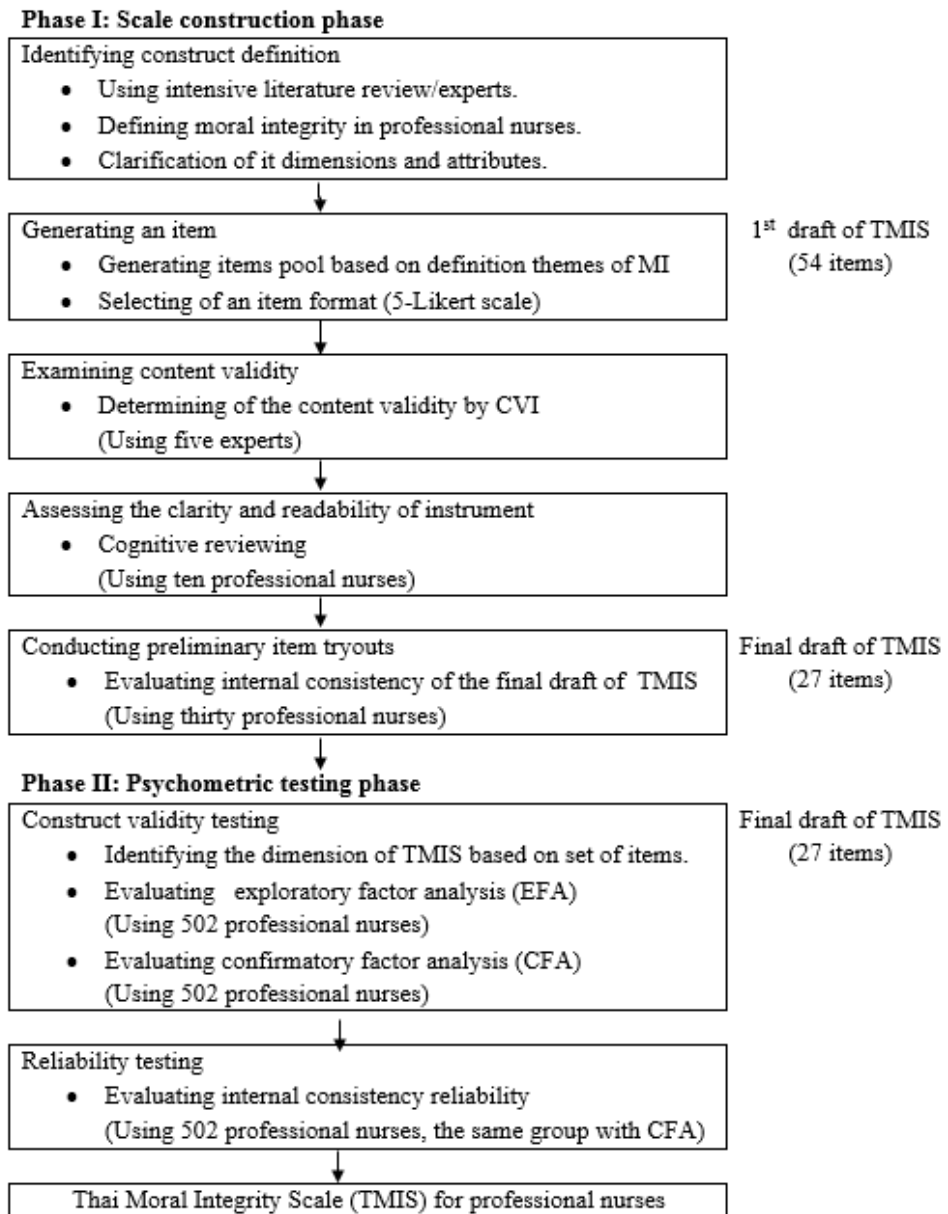 Phase I: Scale construction phase
Identifying construct definition
• Using intensive literature review/experts.
• Defining moral integrity in professional nurses.
• Clarification of it dimensions and attributes.
Generating an item
• Generating items pool based on definition themes of MI
• Selecting of an item format (5-Likert scale)
1st draft of TMIS
(54 items)
Examining content validity
• Determining of the content validity by CVI
(Using five experts)
Assessing the clarity and readability of instrument
• Cognitive reviewing
(Using ten professional nurses)
Conducting preliminary item tryouts
• Evaluating internal consistency of the final draft of TMIS
(Using thirty professional nurses)
Final draft of TMIS
(27 items)
Phase II: Psychometric testing phase
Construct validity testing
• Identifying the dimension of TMIS based on set of items.
• Evaluating exploratory factor analysis (EFA)
(Using 502 professional nurses)
• Evaluating confirmatory factor analysis (CFA)
(Using 502 professional nurses)
Final draft of TMIS
(27 items)
Reliability testing
• Evaluating internal consistency reliability
(Using 502 professional nurses, the same group with CFA)
Thai Moral Integrity Scale (TMIS) for professional nurses